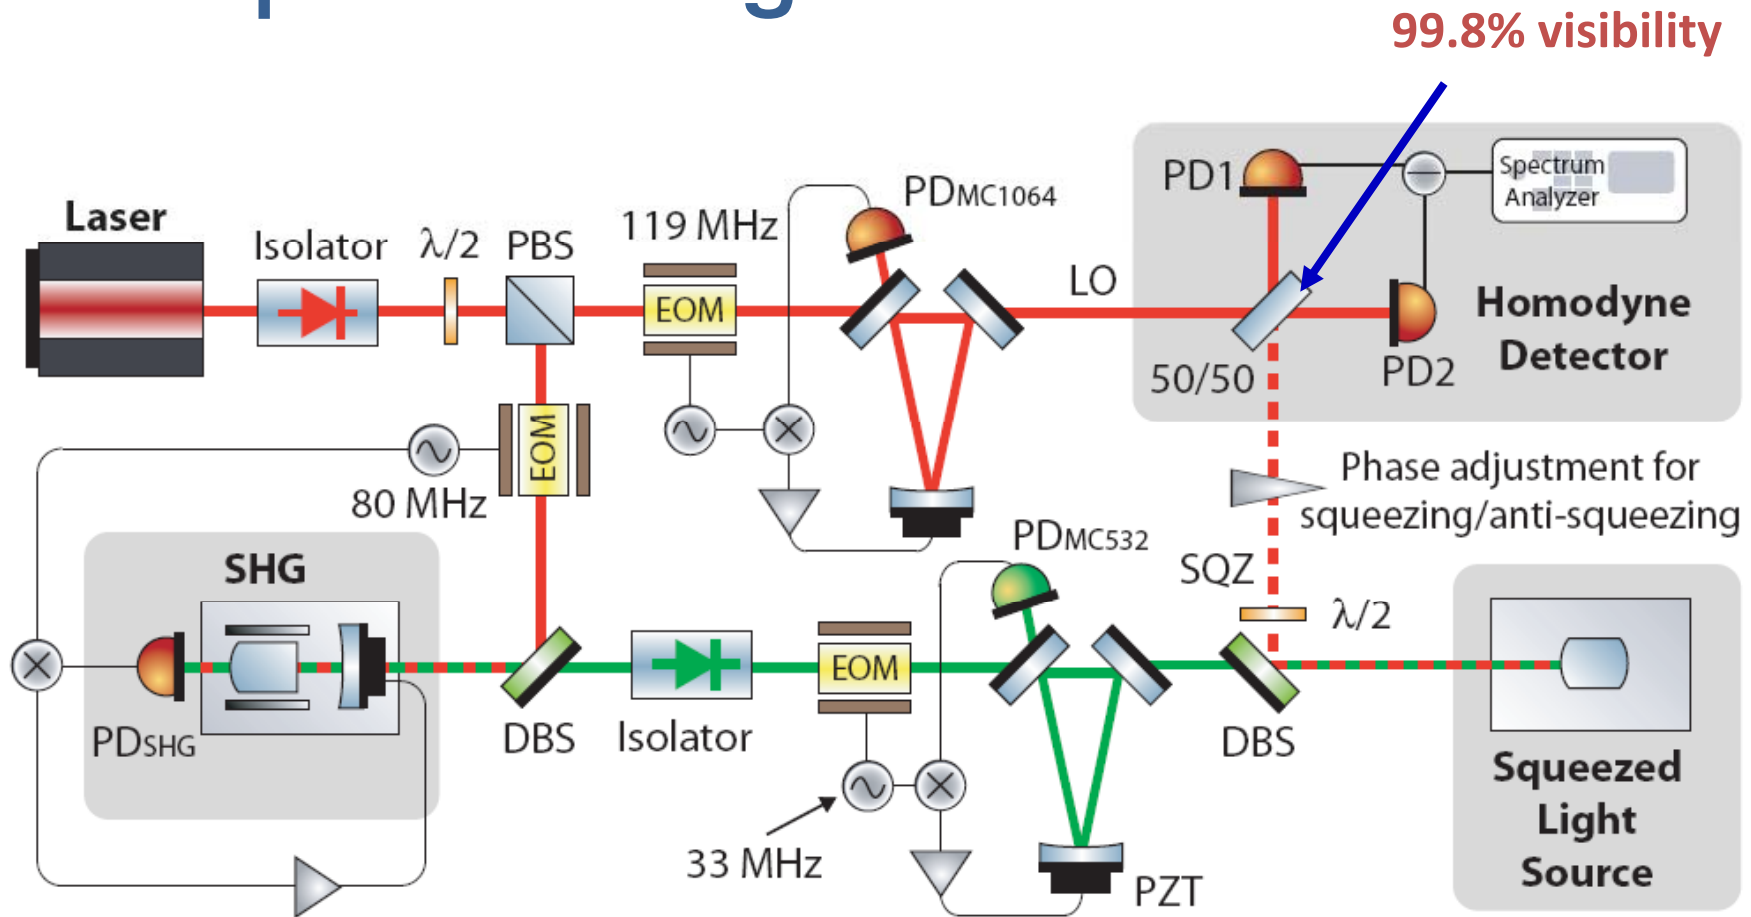 99.8% visibility
PD1
Spectrum
Analyzer
PDMC1064
Laser
Isolator
λ/2
PBS
119 MHz
EOM
LO
Homodyne
Detector
50/50
PD2
EOM
80 MHz
Phase adjustment for
squeezing/anti-squeezing
PDMC532
SHG
SQZ
λ/2
EOM
PDSHG
DBS
Isolator
DBS
Squeezed
Light
Source
33 MHz
PZT